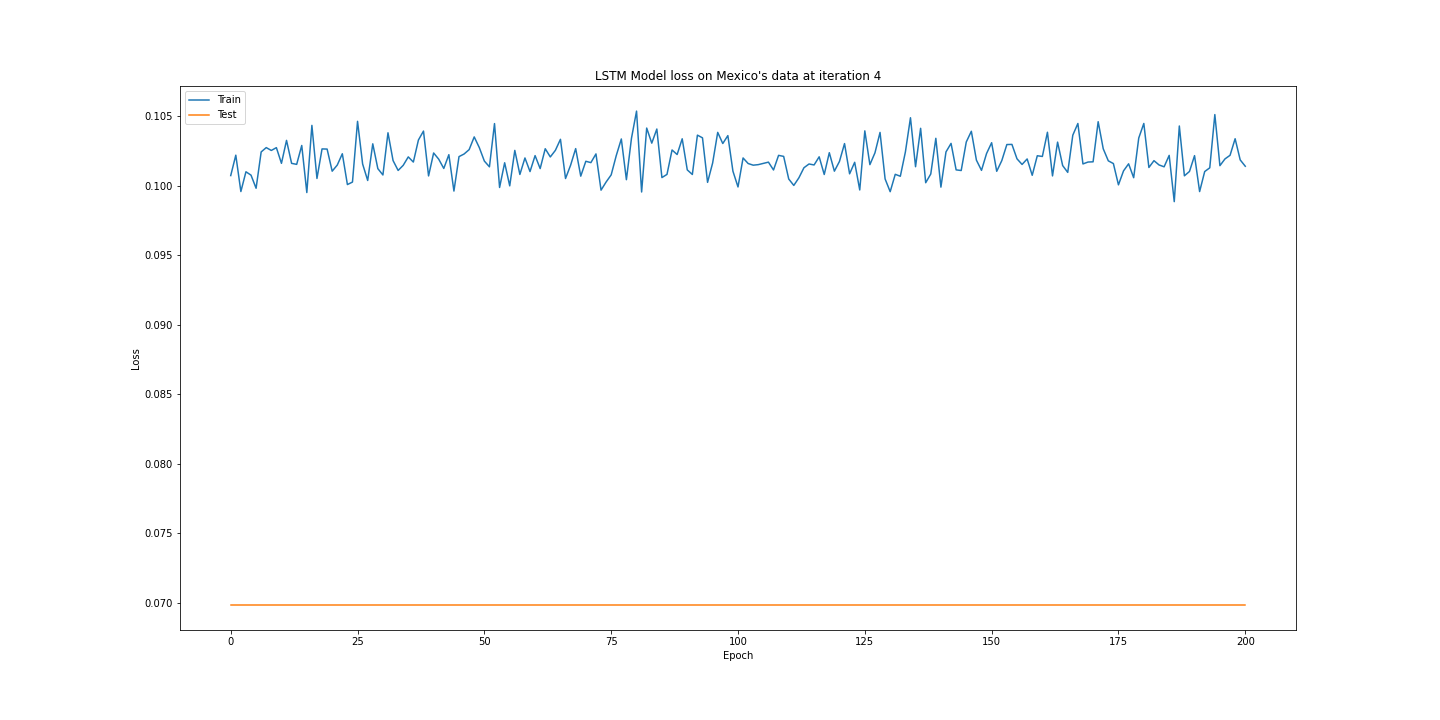 LSTM Model loss on Mexico's data at iteration 4
Train
Test
0.105
0.100
0.095
0.090
0.085
0.080
0.075
0.070
Loss
0 25 50 75 100 125 150 175 200
Epoch